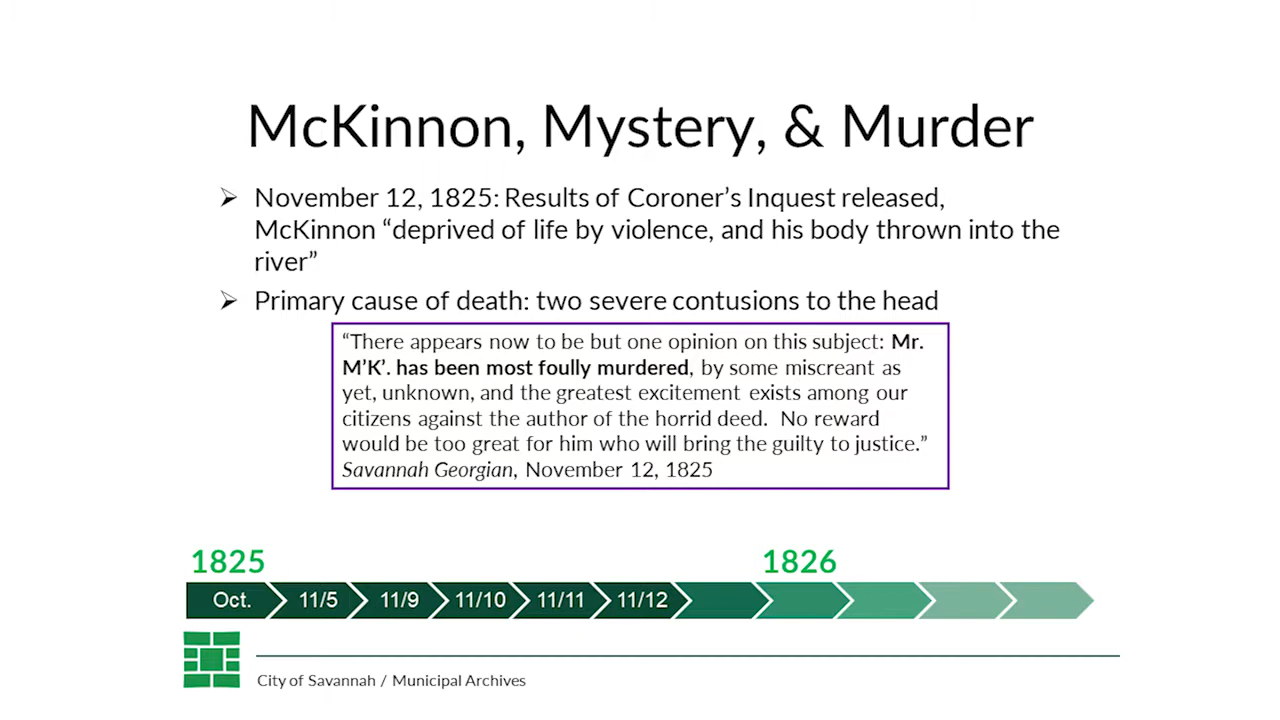 McKinnon, Mystery, & Murder
➢ November 12, 1825: Results of Coroner’s Inquest released,
McKinnon “deprived of life by violence, and his body thrown into the
river”
➢ Primary cause of death: two severe contusions to the head
“There appears now to be but one opinion on this subject: Mr.
M’K’. has been most foully murdered, by some miscreant as
yet, unknown, and the greatest excitement exists among our
citizens against the author of the horrid deed.  No reward
would be too great for him who will bring the guilty to justice.”
Savannah Georgian, November 12, 1825
1825 1826
Oct. 11/5 11/9 11/10 11/11 11/12
City of Savannah / Municipal Archives